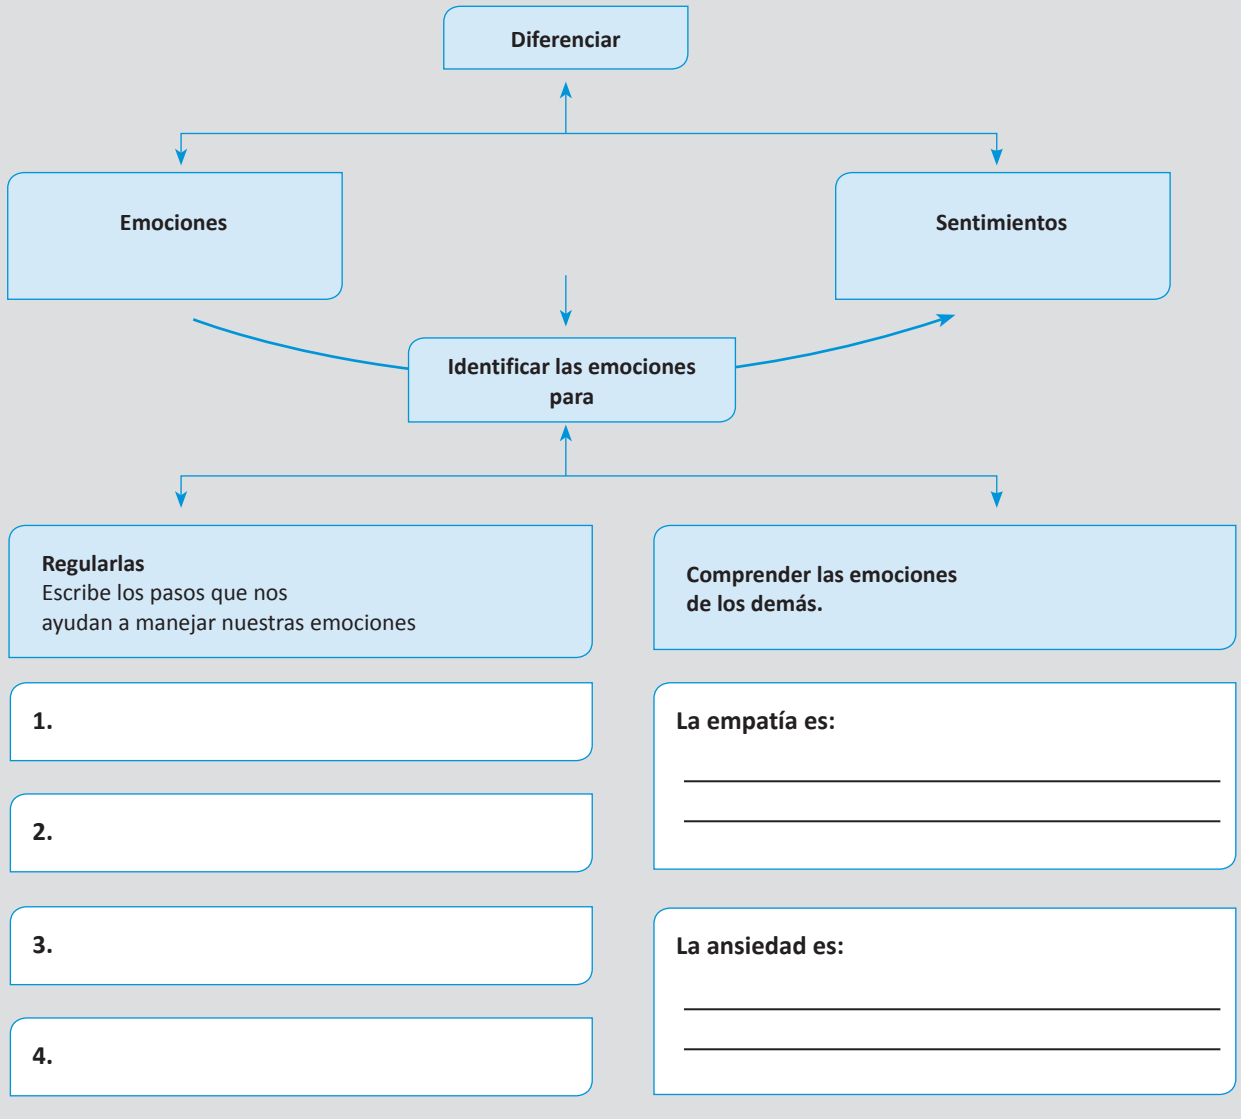 Diferenciar
Emociones
Sentimientos
Identificar las emociones
para
Regularlas
Escribe los pasos que nos
ayudan a manejar nuestras emociones
1.
2.
3.
4.
Comprender las emociones
de los demás.
La empatía es:
La ansiedad es: